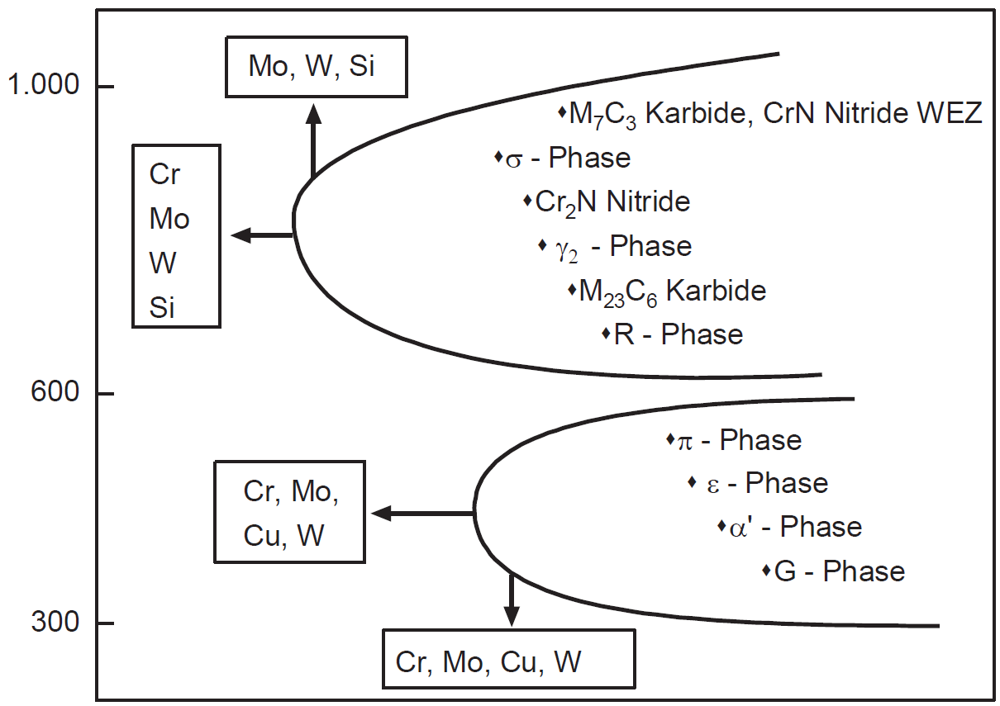 Mo, W, Si
1.000
♦M₇C₃ Karbide, CrN Nitride WEZ
Cr
♦σ - Phase
Mo
♦Cr₂N Nitride
W
♦ γ₂ - Phase
Si
♦M₂₃C₆ Karbide
♦R - Phase
600
♦π - Phase
Cr, Mo,
♦ ε - Phase
Cu, W
♦α' - Phase
♦G - Phase
300
Cr, Mo, Cu, W